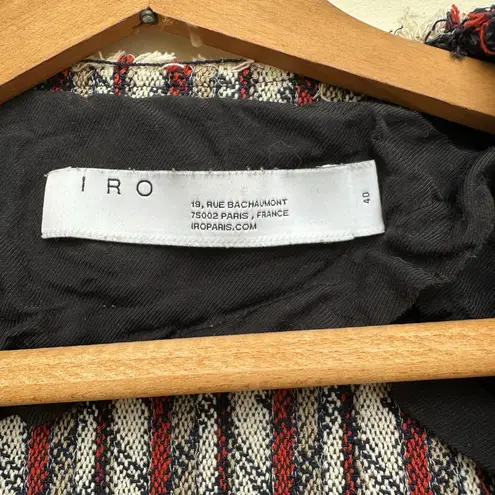 IRO
19, RUE BACHAUMONT
75002 PARIS , FRANCE
IROPARIS.COM
40